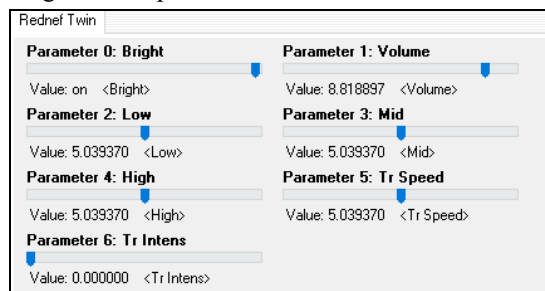 Rednef Twin
Parameter 0: Bright
Value: on <Bright>
Parameter 1: Volume
Value: 8.818897 <Volume>
Parameter 2: Low
Value: 5.039370 <Low>
Parameter 3: Mid
Value: 5.039370 <Mid>
Parameter 4: High
Value: 5.039370 <High>
Parameter 5: Tr Speed
Value: 5.039370 <Tr Speed>
Parameter 6: Tr Intens
Value: 0.000000 <Tr Intens>